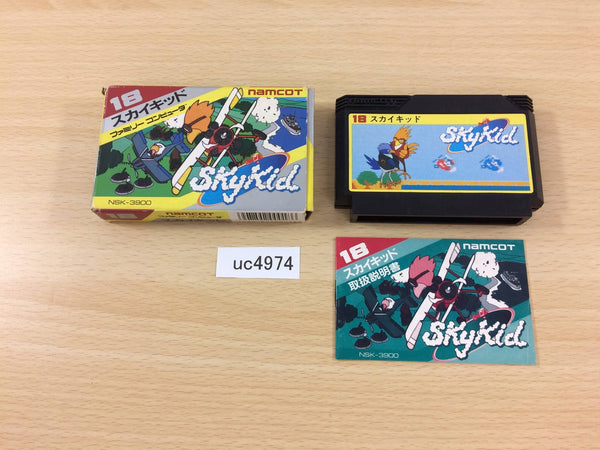 18
namcot
スカイキッド
ファミリー コンピュータ
SkyKid
NSK-3900
18
namcot
SkyKid
18 スカイキッド
SkyKid
uc4974
18
namcot
スカイキッド
取扱説明書
SkyKid
NSK-3900